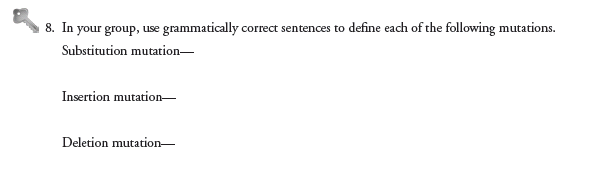 8. In your group, use grammatically correct sentences to define each of the following mutations.
Substitution mutation—
Insertion mutation—
Deletion mutation—